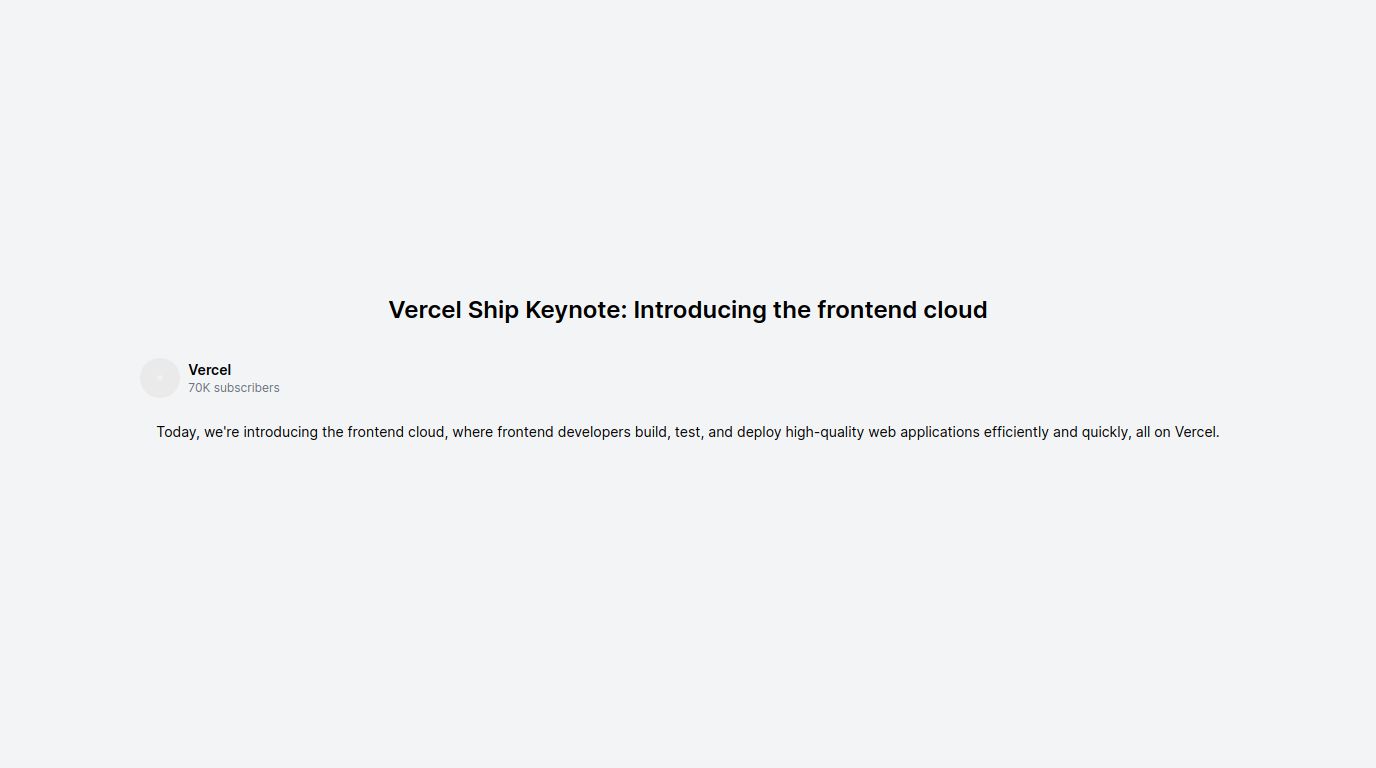 Vercel Ship Keynote: Introducing the frontend cloud
Vercel
70K subscribers
Today, we're introducing the frontend cloud, where frontend developers build, test, and deploy high-quality web applications efficiently and quickly, all on Vercel.